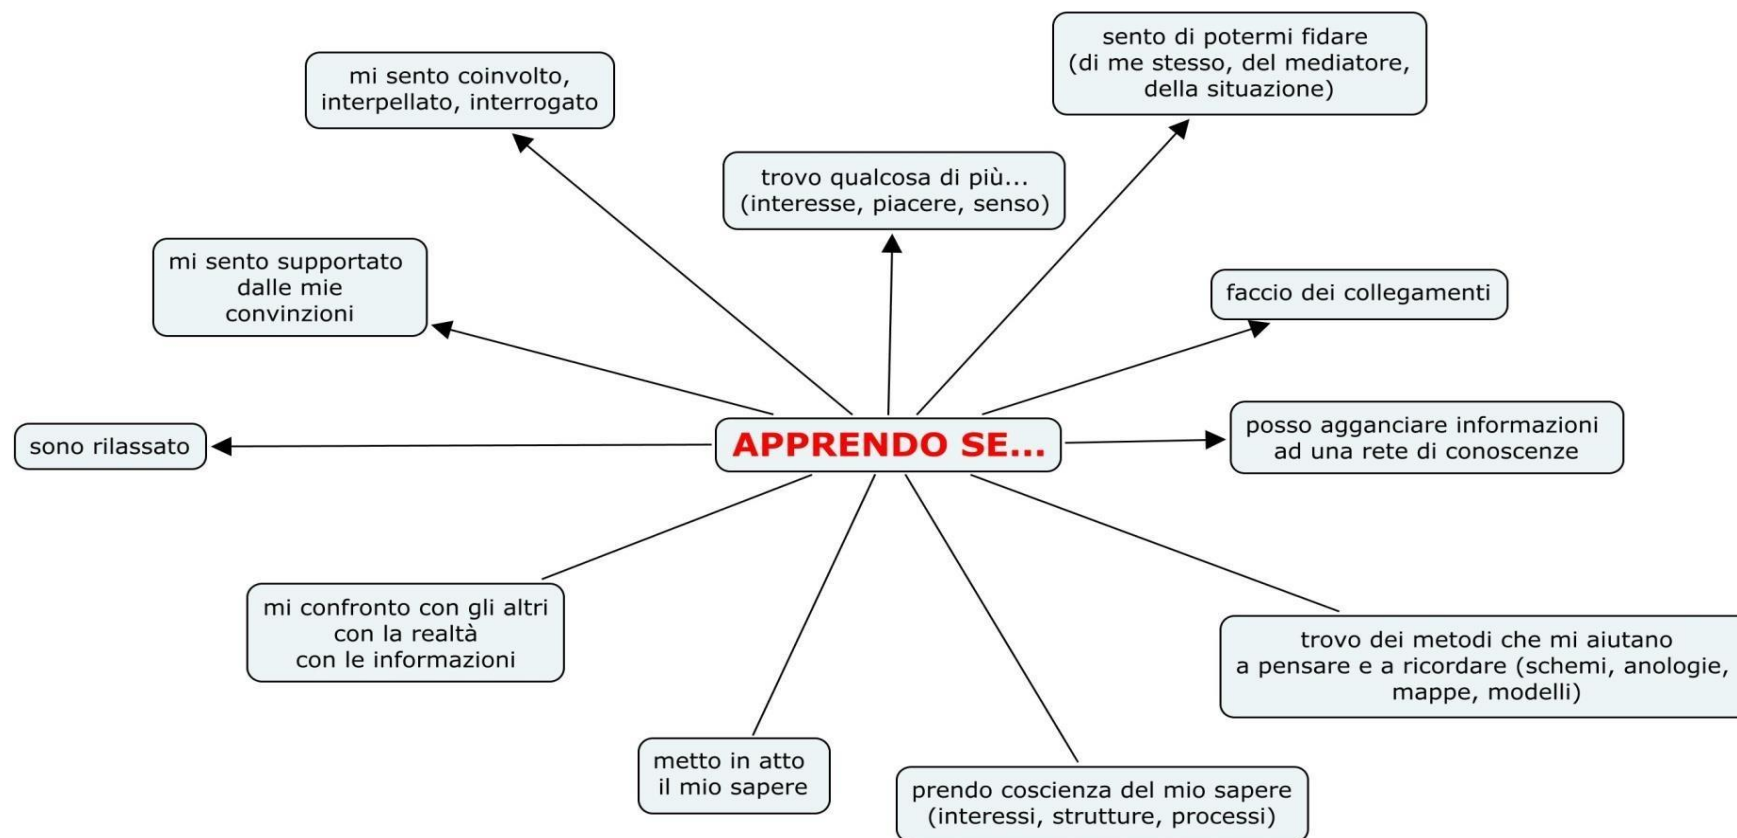 sento di potermi fidare
(di me stesso, del mediatore,
della situazione)
mi sento coinvolto,
interpellato, interrogato
trovo qualcosa di più...
(interesse, piacere, senso)
mi sento supportato
dalle mie
convinzioni
faccio dei collegamenti
sono rilassato
APPRENDO SE...
posso agganciare informazioni
ad una rete di conoscenze
mi confronto con gli altri
con la realtà
con le informazioni
trovo dei metodi che mi aiutano
a pensare e a ricordare (schemi, anologie,
mappe, modelli)
metto in atto
il mio sapere
prendo coscienza del mio sapere
(interessi, strutture, processi)